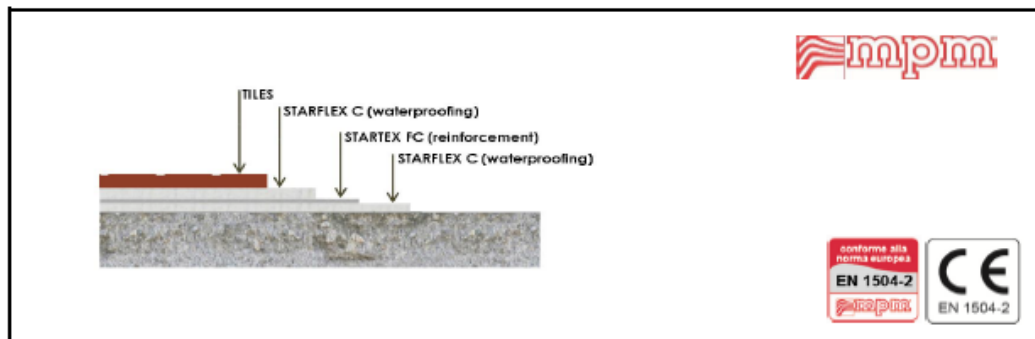 mpm
TILES
STARFLEX C (waterproofing)
STARTEX FC (reinforcement)
STARFLEX C (waterproofing)
conforme alla
norma europea
EN 1504-2
mpm
CE
EN 1504-2